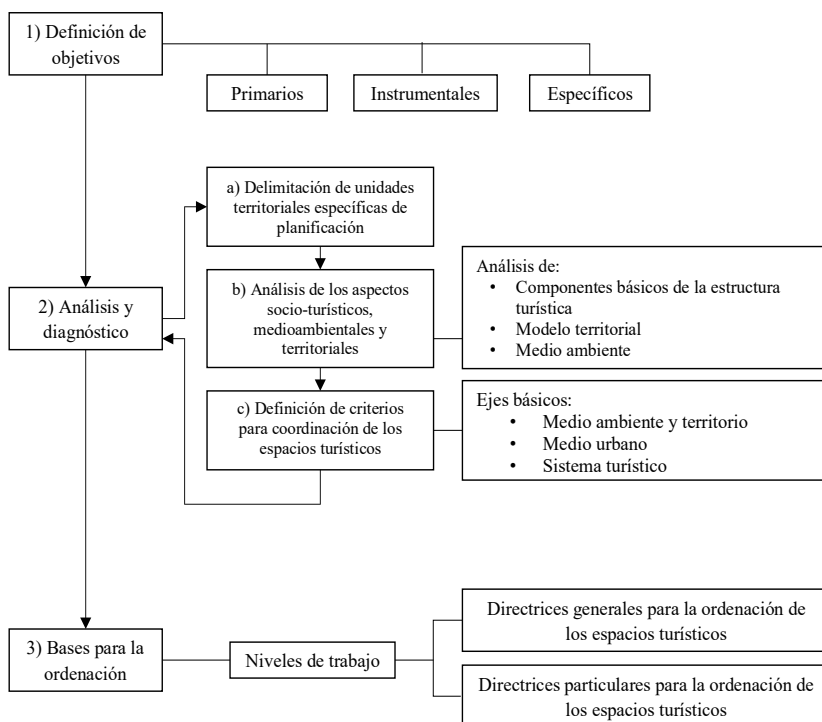 1) Definición de
objetivos
Primarios
Instrumentales
Específicos
a) Delimitación de unidades
territoriales específicas de
planificación
2) Análisis y
diagnóstico
b) Análisis de los aspectos
socio-turísticos,
medioambientales y
territoriales
Análisis de:
• Componentes básicos de la estructura
turística
• Modelo territorial
• Medio ambiente
c) Definición de criterios
para coordinación de los
espacios turísticos
Ejes básicos:
• Medio ambiente y territorio
• Medio urbano
• Sistema turístico
3) Bases para la
ordenación
Niveles de trabajo
Directrices generales para la ordenación de
los espacios turísticos
Directrices particulares para la ordenación de
los espacios turísticos